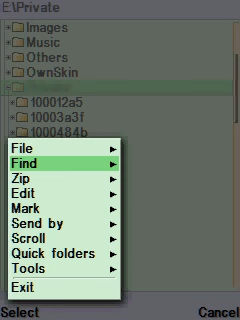 E:\Private
Images
Music
Others
OwnSkin
Private
100012a5
10003a3f
1000484b
File
Find
Zip
Edit
Mark
Send by
Scroll
Quick folders
Tools
Exit
Select
Cancel